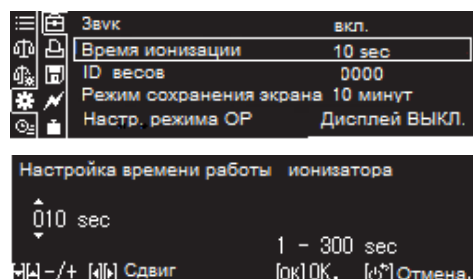 Звук вкл.
Время ионизации 10 sec
ID весов 0000
Режим сохранения экрана 10 минут
Настр. режима OP Дисплей ВЫКЛ.
Настройка времени работы ионизатора
010 sec
1 - 300 sec
-/+ Сдвиг [OK]OK, Отмена.